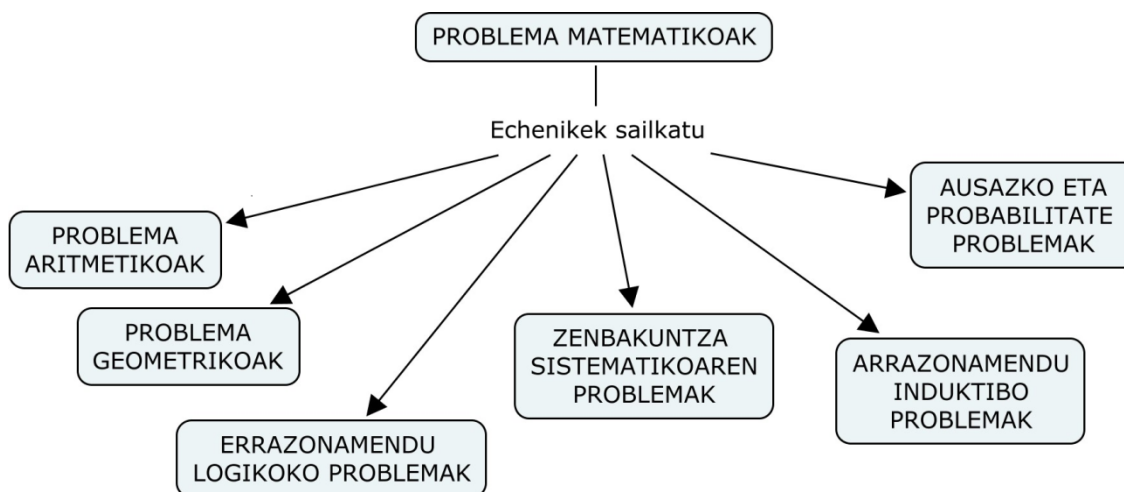 PROBLEMA MATEMATIKOAK
Echenikek sailkatu
PROBLEMA
ARITMETIKOAK
PROBLEMA
GEOMETRIKOAK
ERRAZONAMENDU
LOGIKOKO PROBLEMAK
ZENBAKUNTZA
SISTEMATIKOAREN
PROBLEMAK
ARRAZONAMENDU
INDUKTIBO
PROBLEMAK
AUSAZKO ETA
PROBABILITATE
PROBLEMAK